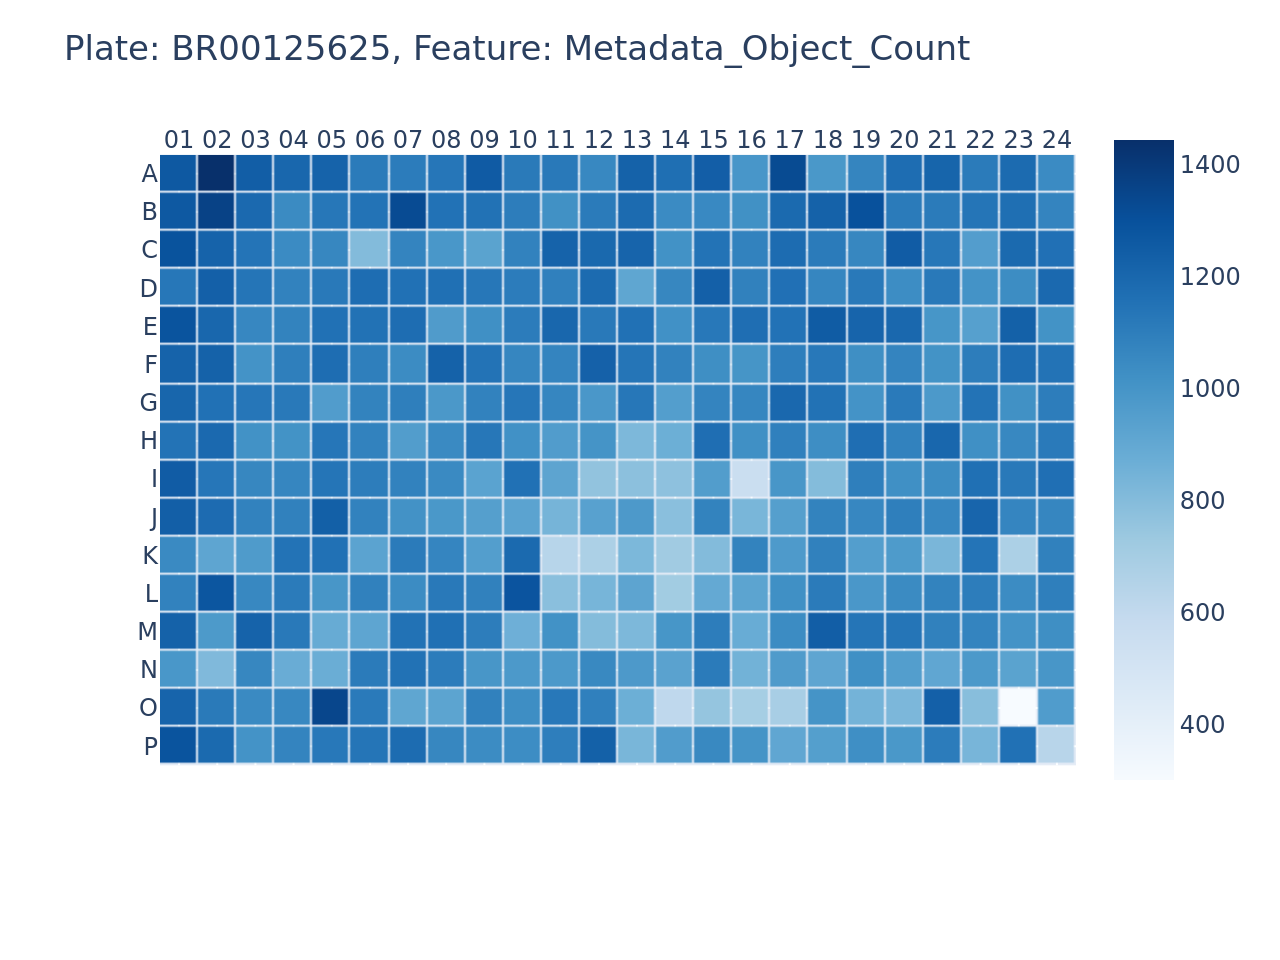 Plate: BR00125625, Feature: Metadata_Object_Count
01 02 03 04 05 06 07 08 09 10 11 12 13 14 15 16 17 18 19 20 21 22 23 24
A
B
C
D
E
F
G
H
I
J
K
L
M
N
O
P
1400
1200
1000
800
600
400